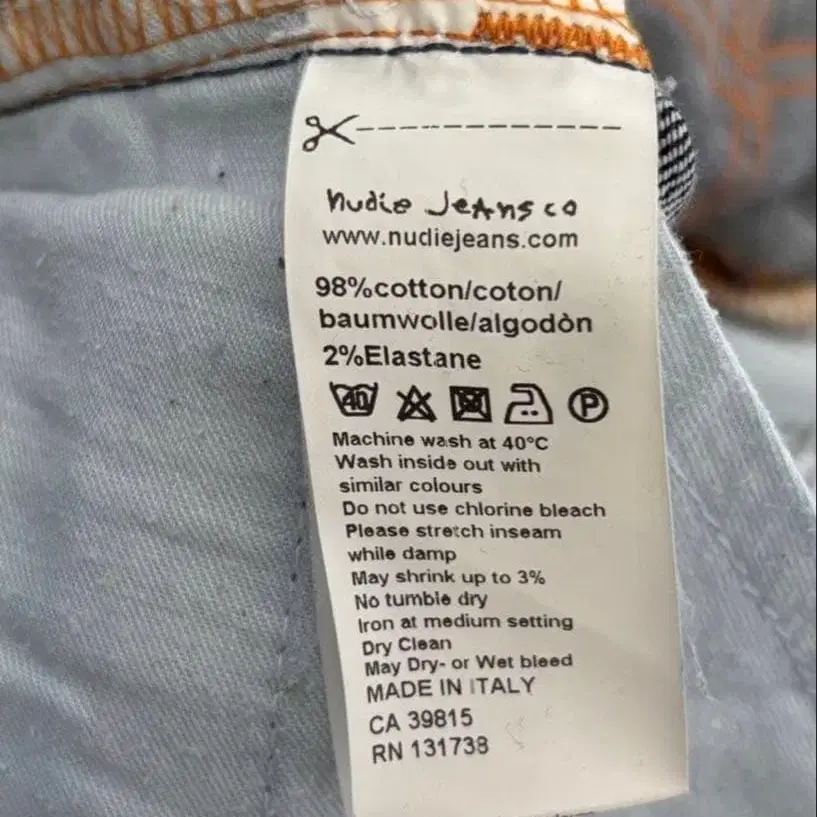 nudie Jeans co
www.nudiejeans.com
98%cotton/coton/
baumwolle/algodòn
2%Elastane
40 P
Machine wash at 40°C
Wash inside out with
similar colours
Do not use chlorine bleach
Please stretch inseam
while damp
May shrink up to 3%
No tumble dry
Iron at medium setting
Dry Clean
May Dry- or Wet bleed
MADE IN ITALY
CA 39815
RN 131738